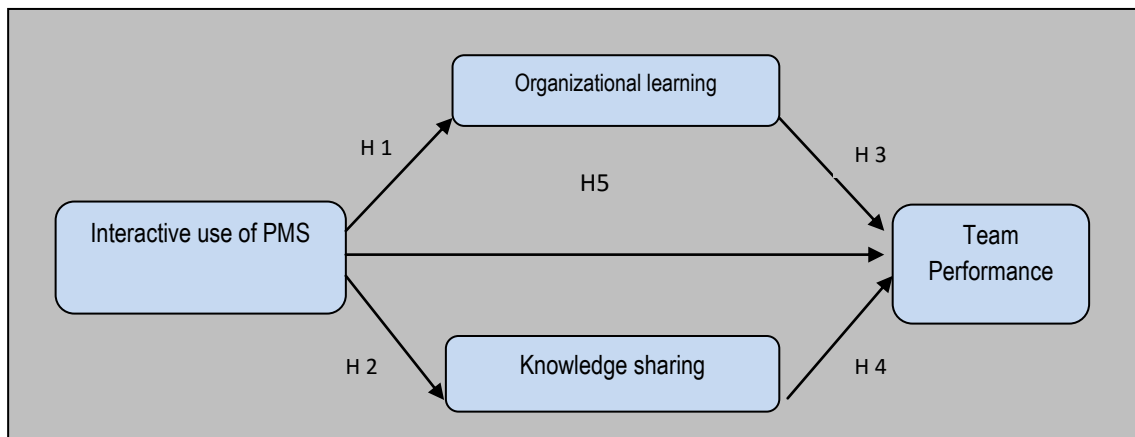 Organizational learning
H 1
H 3
H5
Interactive use of PMS
Team
Performance
H 2
Knowledge sharing
H 4